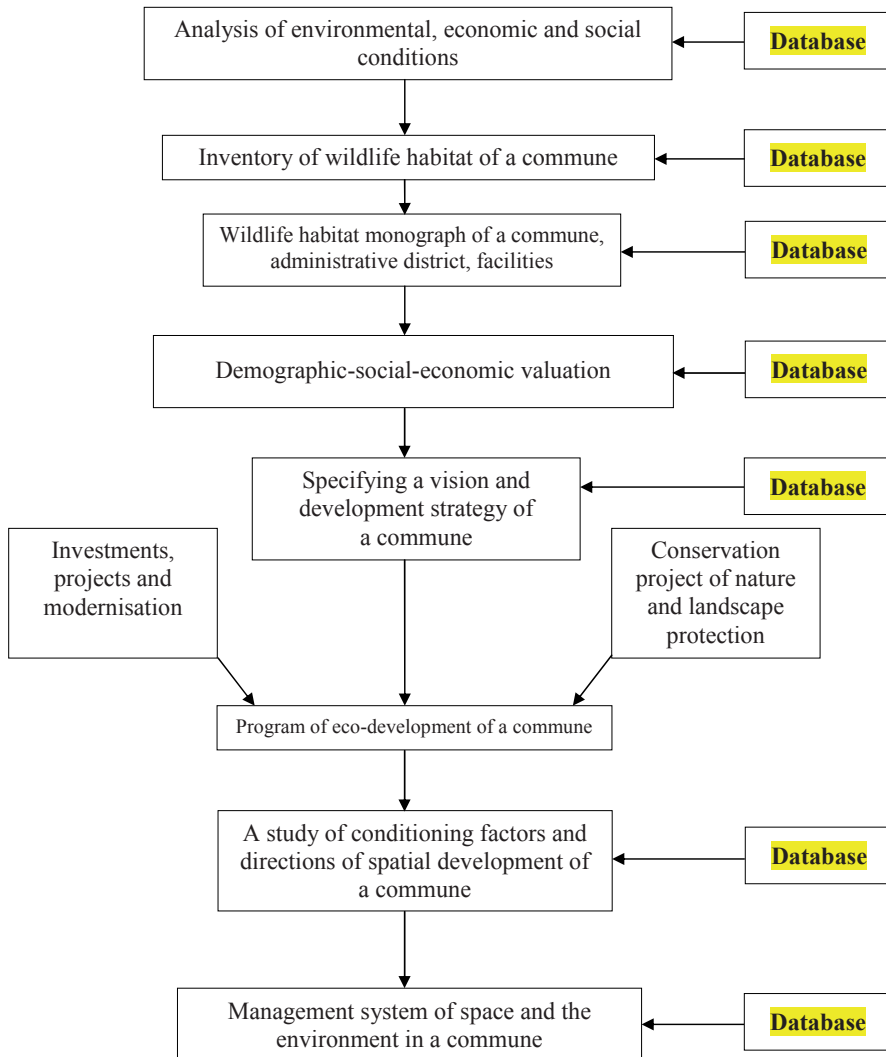 Analysis of environmental, economic and social
conditions
Database
Inventory of wildlife habitat of a commune
Database
Wildlife habitat monograph of a commune,
administrative district, facilities
Database
Demographic-social-economic valuation
Database
Specifying a vision and
development strategy of
a commune
Database
Investments,
projects and
modernisation
Conservation
project of nature
and landscape
protection
Program of eco-development of a commune
A study of conditioning factors and
directions of spatial development of
a commune
Database
Management system of space and the
environment in a commune
Database